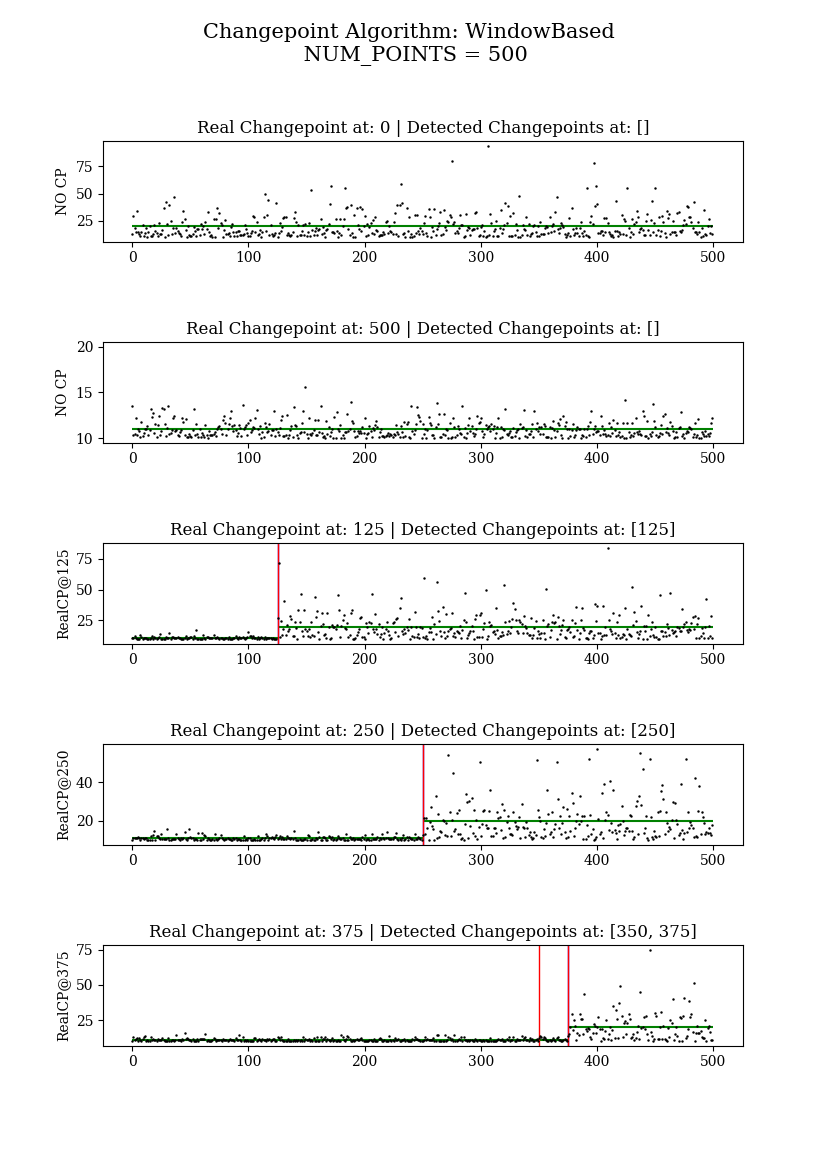 Changepoint Algorithm: WindowBased
NUM_POINTS = 500
Real Changepoint at: 0 | Detected Changepoints at: []
NO CP
75
50
25
0 100 200 300 400 500
Real Changepoint at: 500 | Detected Changepoints at: []
NO CP
20
15
10
0 100 200 300 400 500
Real Changepoint at: 125 | Detected Changepoints at: [125]
RealCP@125
75
50
25
0 100 200 300 400 500
Real Changepoint at: 250 | Detected Changepoints at: [250]
RealCP@250
40
20
0 100 200 300 400 500
Real Changepoint at: 375 | Detected Changepoints at: [350, 375]
RealCP@375
75
50
25
0 100 200 300 400 500